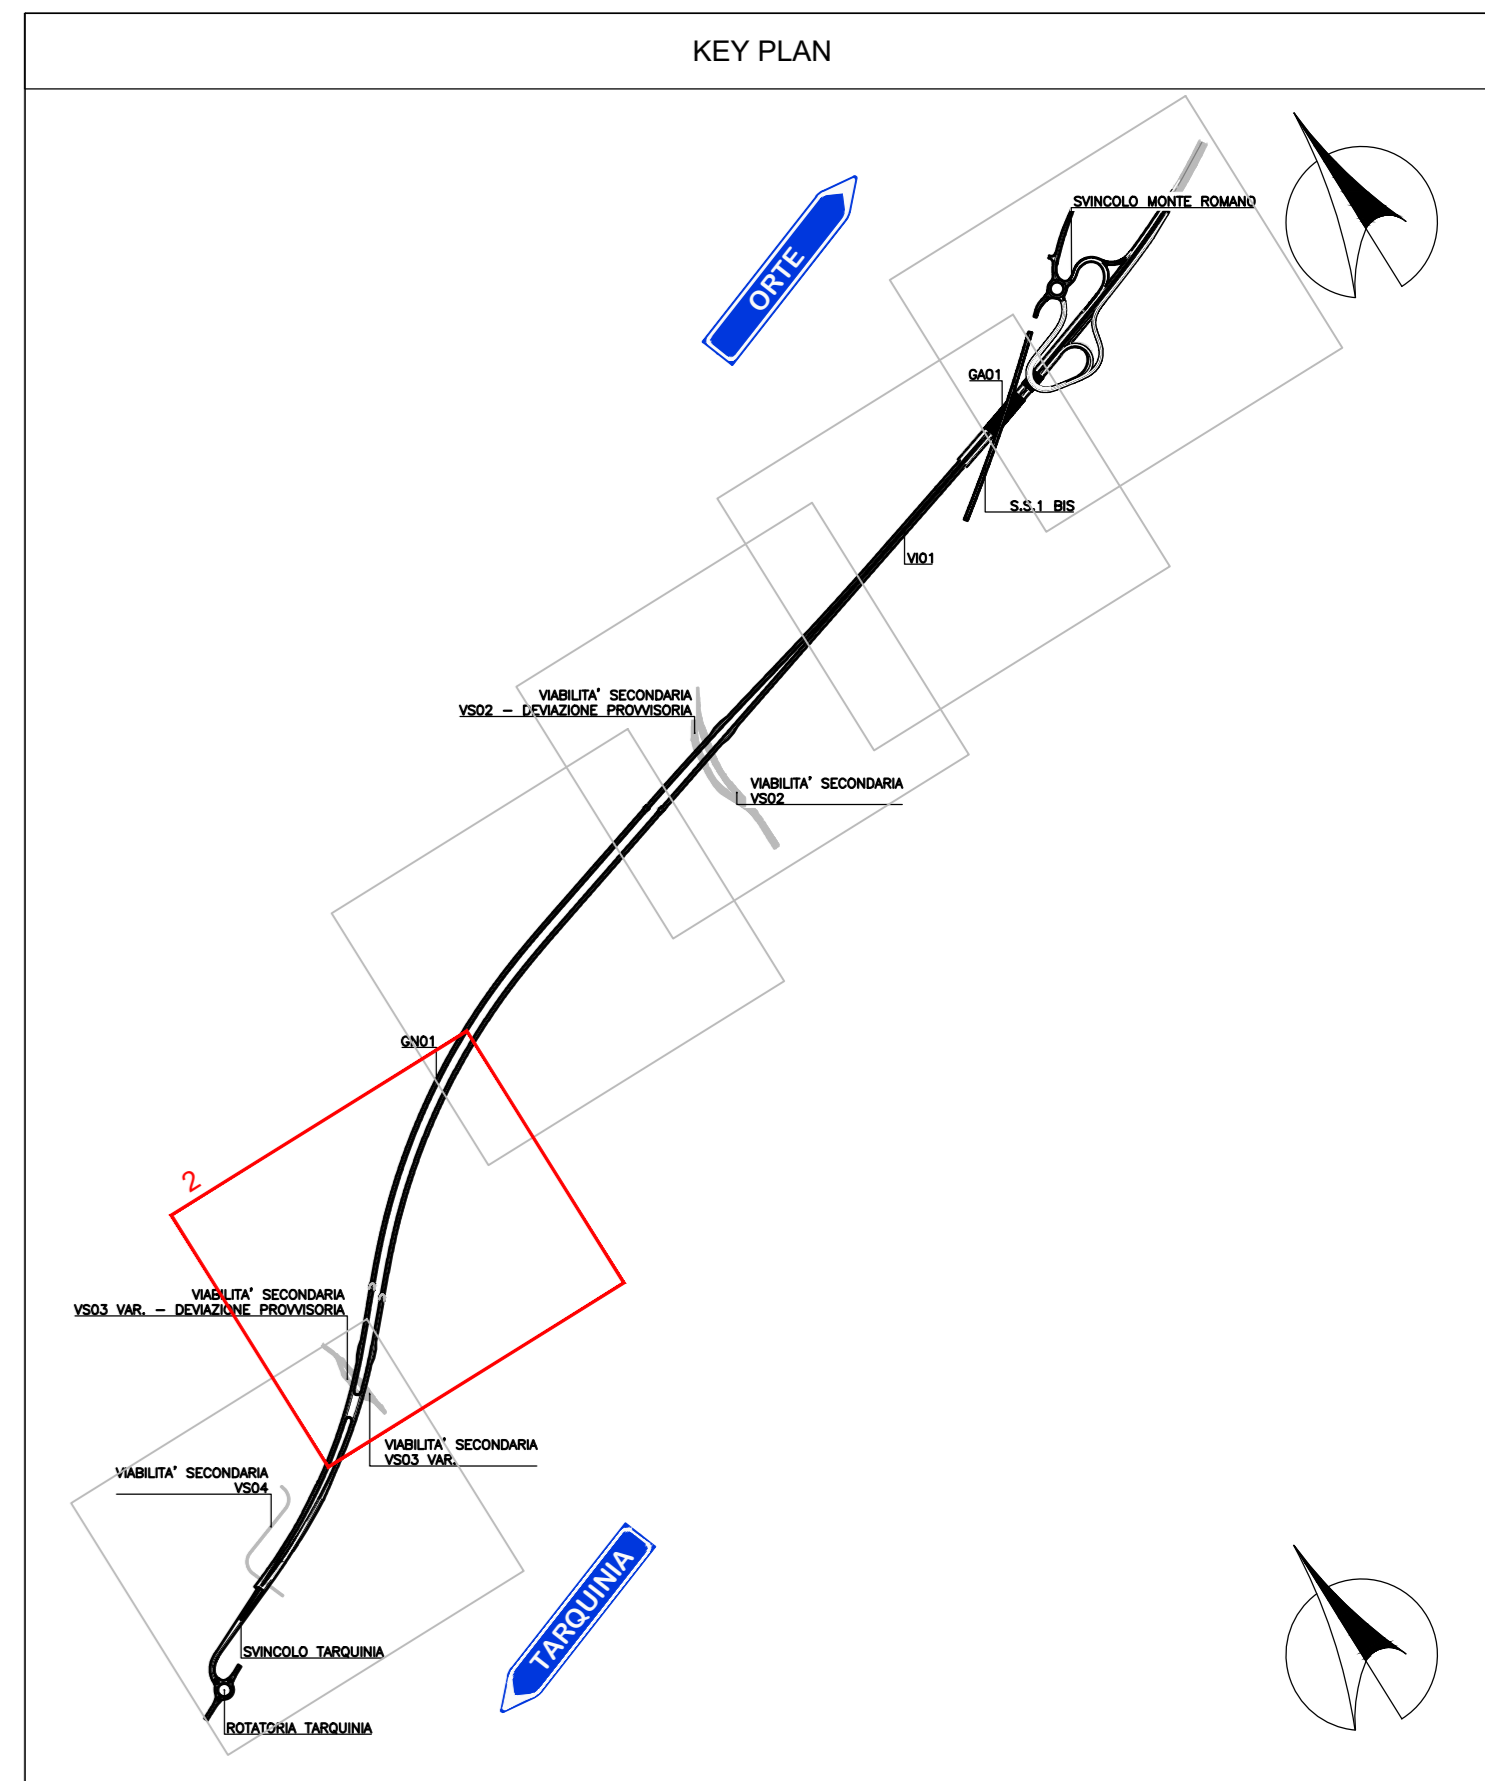 KEY PLAN
SVINCOLO MONTE ROMANO
ORTE
GA01
S.S.1 BIS
VI01
VIABILITA' SECONDARIA
VS02 - DEVIAZIONE PROVVISORIA
VIABILITA' SECONDARIA
VS02
GN01
2
VIABILITA' SECONDARIA
VS03 VAR. - DEVIAZIONE PROVVISORIA
VIABILITA' SECONDARIA
VS03 VAR.
VIABILITA' SECONDARIA
VS04
TARQUINIA
SVINCOLO TARQUINIA
ROTATORIA TARQUINIA